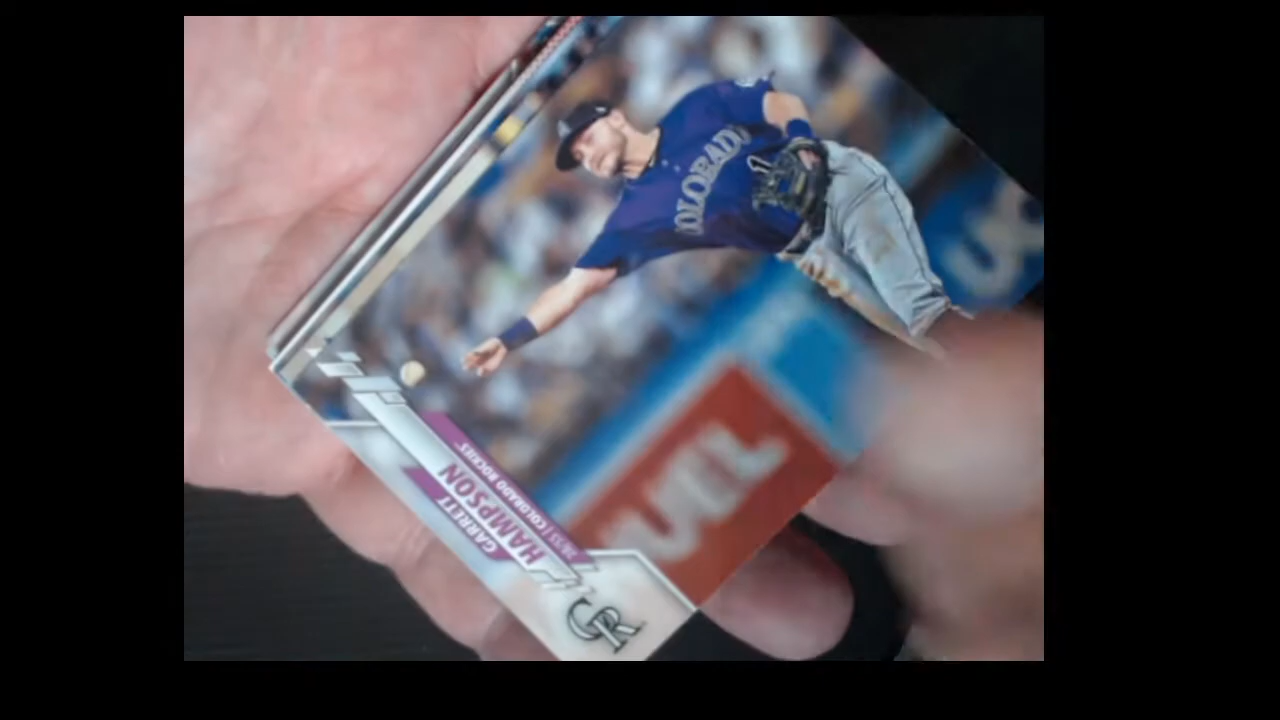 COLORADO
GARRETT
HAMPSON
2B/SS | COLORADO ROCKIES
CR